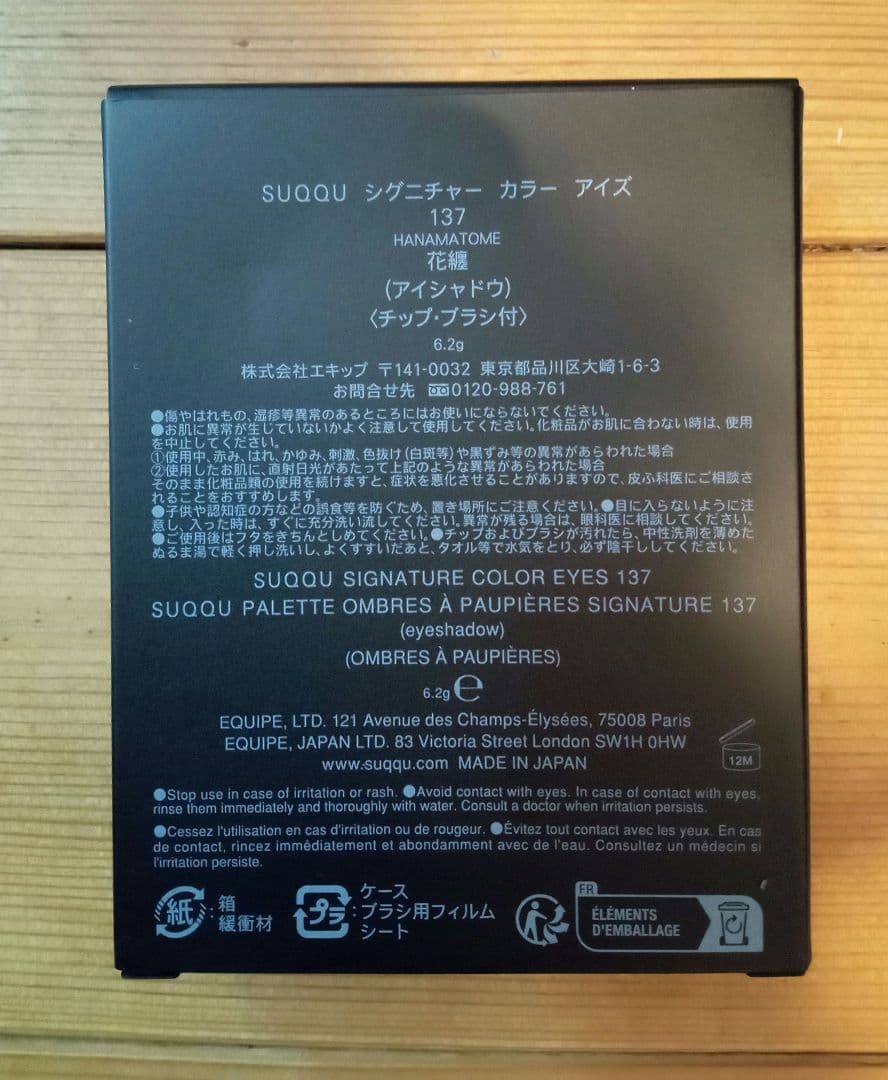 SUQQU シグニチャー カラー アイズ
137
HANAMATOME
花纏
(アイシャドウ)
〈チップ・ブラシ付〉
6.2g
株式会社エキップ 〒141-0032 東京都品川区大崎1-6-3
お問合せ先 0120-988-761
●傷やはれもの、湿疹等異常のあるところにはお使いにならないでください。
●お肌に異常が生じていないかよく注意して使用してください。化粧品がお肌に合わない時は、使用
を中止してください。
①使用中、赤み、はれ、かゆみ、刺激、色抜け(白斑等)や黒ずみ等の異常があらわれた場合
②使用したお肌に、直射日光があたって上記のような異常があらわれた場合
そのまま化粧品類の使用を続けますと、症状を悪化させることがありますので、皮ふ科医にご相談さ
れることをおすすめします。
●子供や認知症の方などの誤食等を防ぐため、置き場所にご注意ください。●目に入らないように注
意し、入った時は、すぐに充分洗い流してください。異常が残る場合は、眼科医に相談してください。
●ご使用後はフタをきちんとしめてください。●チップおよびブラシが汚れたら、中性洗剤を薄めた
ぬるま湯で軽く押し洗いし、よくすすいだあと、タオル等で水気をとり、必ず陰干ししてください。
SUQQU SIGNATURE COLOR EYES 137
SUQQU PALETTE OMBRES À PAUPIÈRES SIGNATURE 137
(eyeshadow)
(OMBRES À PAUPIÈRES)
6.2g ℮
EQUIPE, LTD. 121 Avenue des Champs-Élysées, 75008 Paris
EQUIPE, JAPAN LTD. 83 Victoria Street London SW1H 0HW
www.suqqu.com MADE IN JAPAN
12M
●Stop use in case of irritation or rash. ●Avoid contact with eyes. In case of contact with eyes,
rinse them immediately and thoroughly with water. Consult a doctor when irritation persists.
●Cessez l'utilisation en cas d'irritation ou de rougeur. ●Évitez tout contact avec les yeux. En cas
de contact, rincez immédiatement et abondamment avec de l'eau. Consultez un médecin si
l'irritation persiste.
紙:箱
緩衝材
プラ:ケース
ブラシ用フィルム
シート
FR
ÉLÉMENTS
D'EMBALLAGE